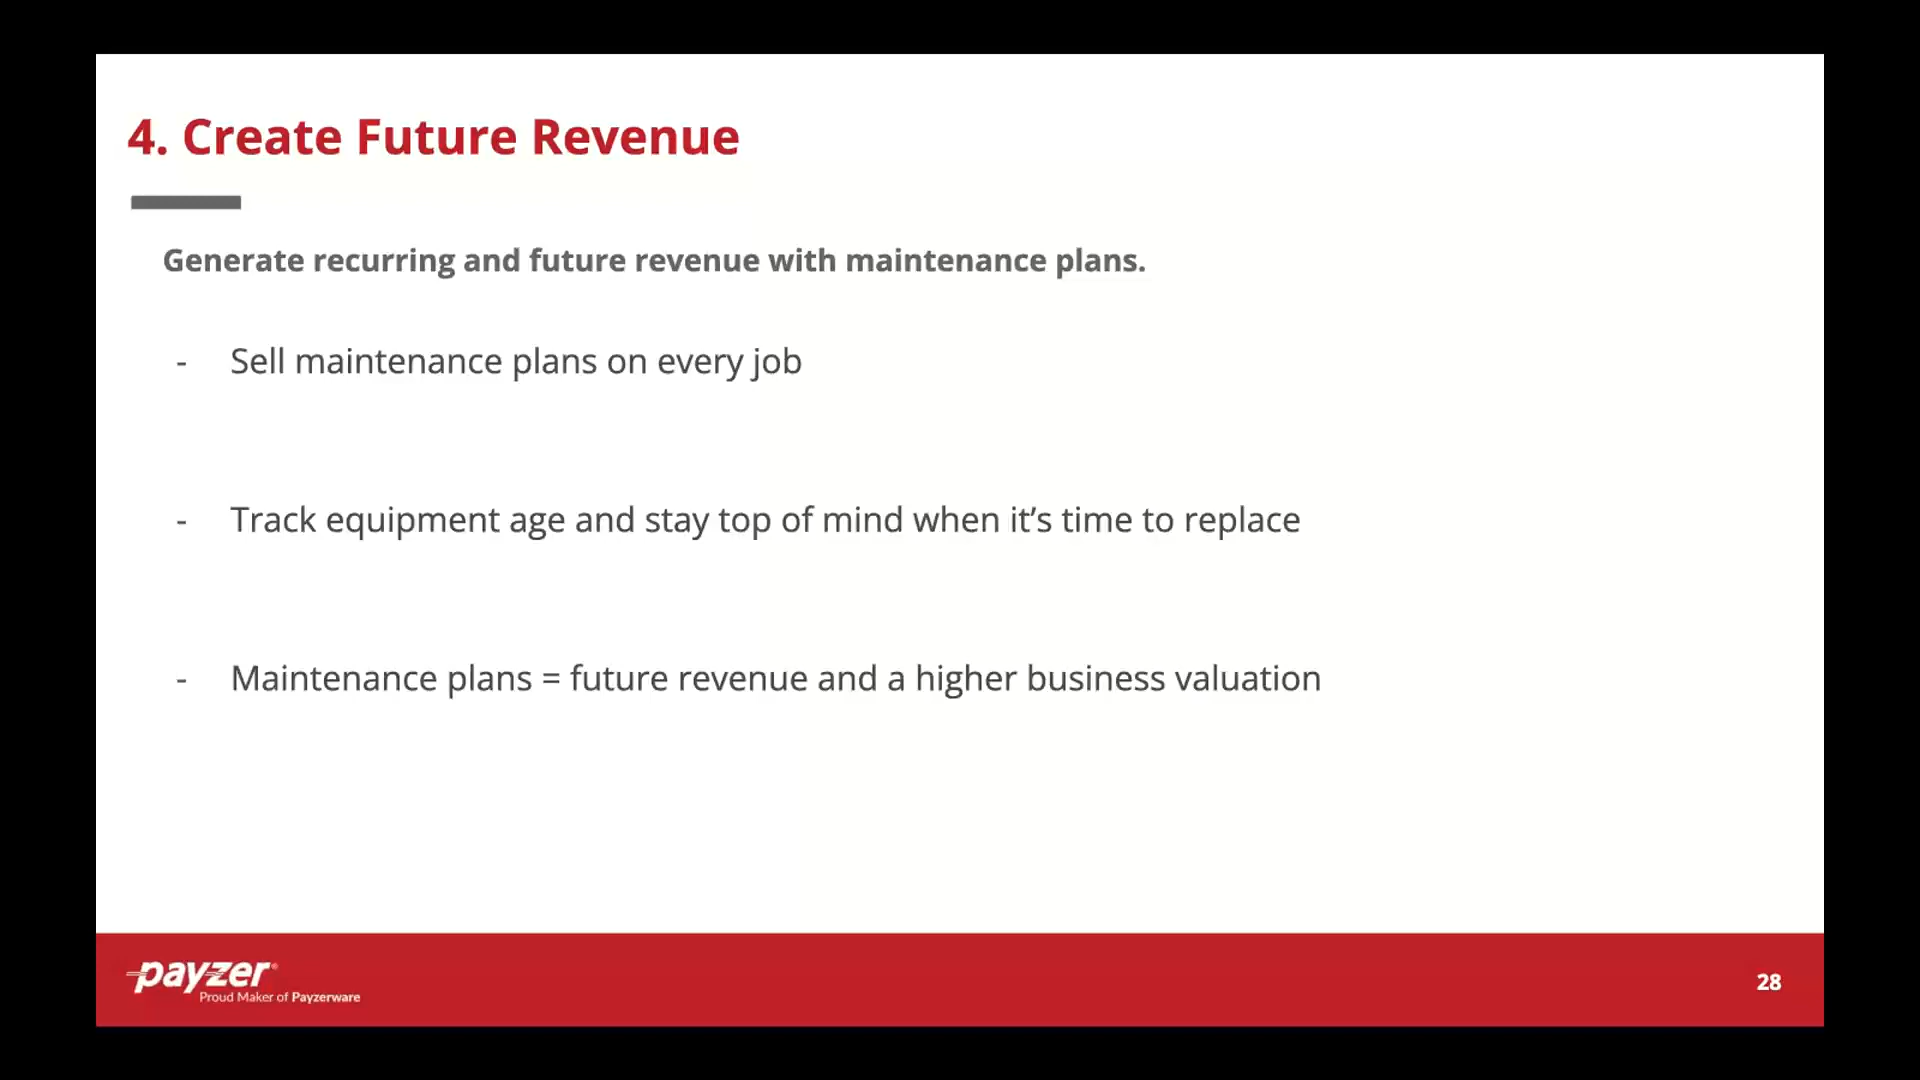 4. Create Future Revenue
Generate recurring and future revenue with maintenance plans.
- Sell maintenance plans on every job
- Track equipment age and stay top of mind when it’s time to replace
- Maintenance plans = future revenue and a higher business valuation
payzer®
Proud Maker of Payzerware
28